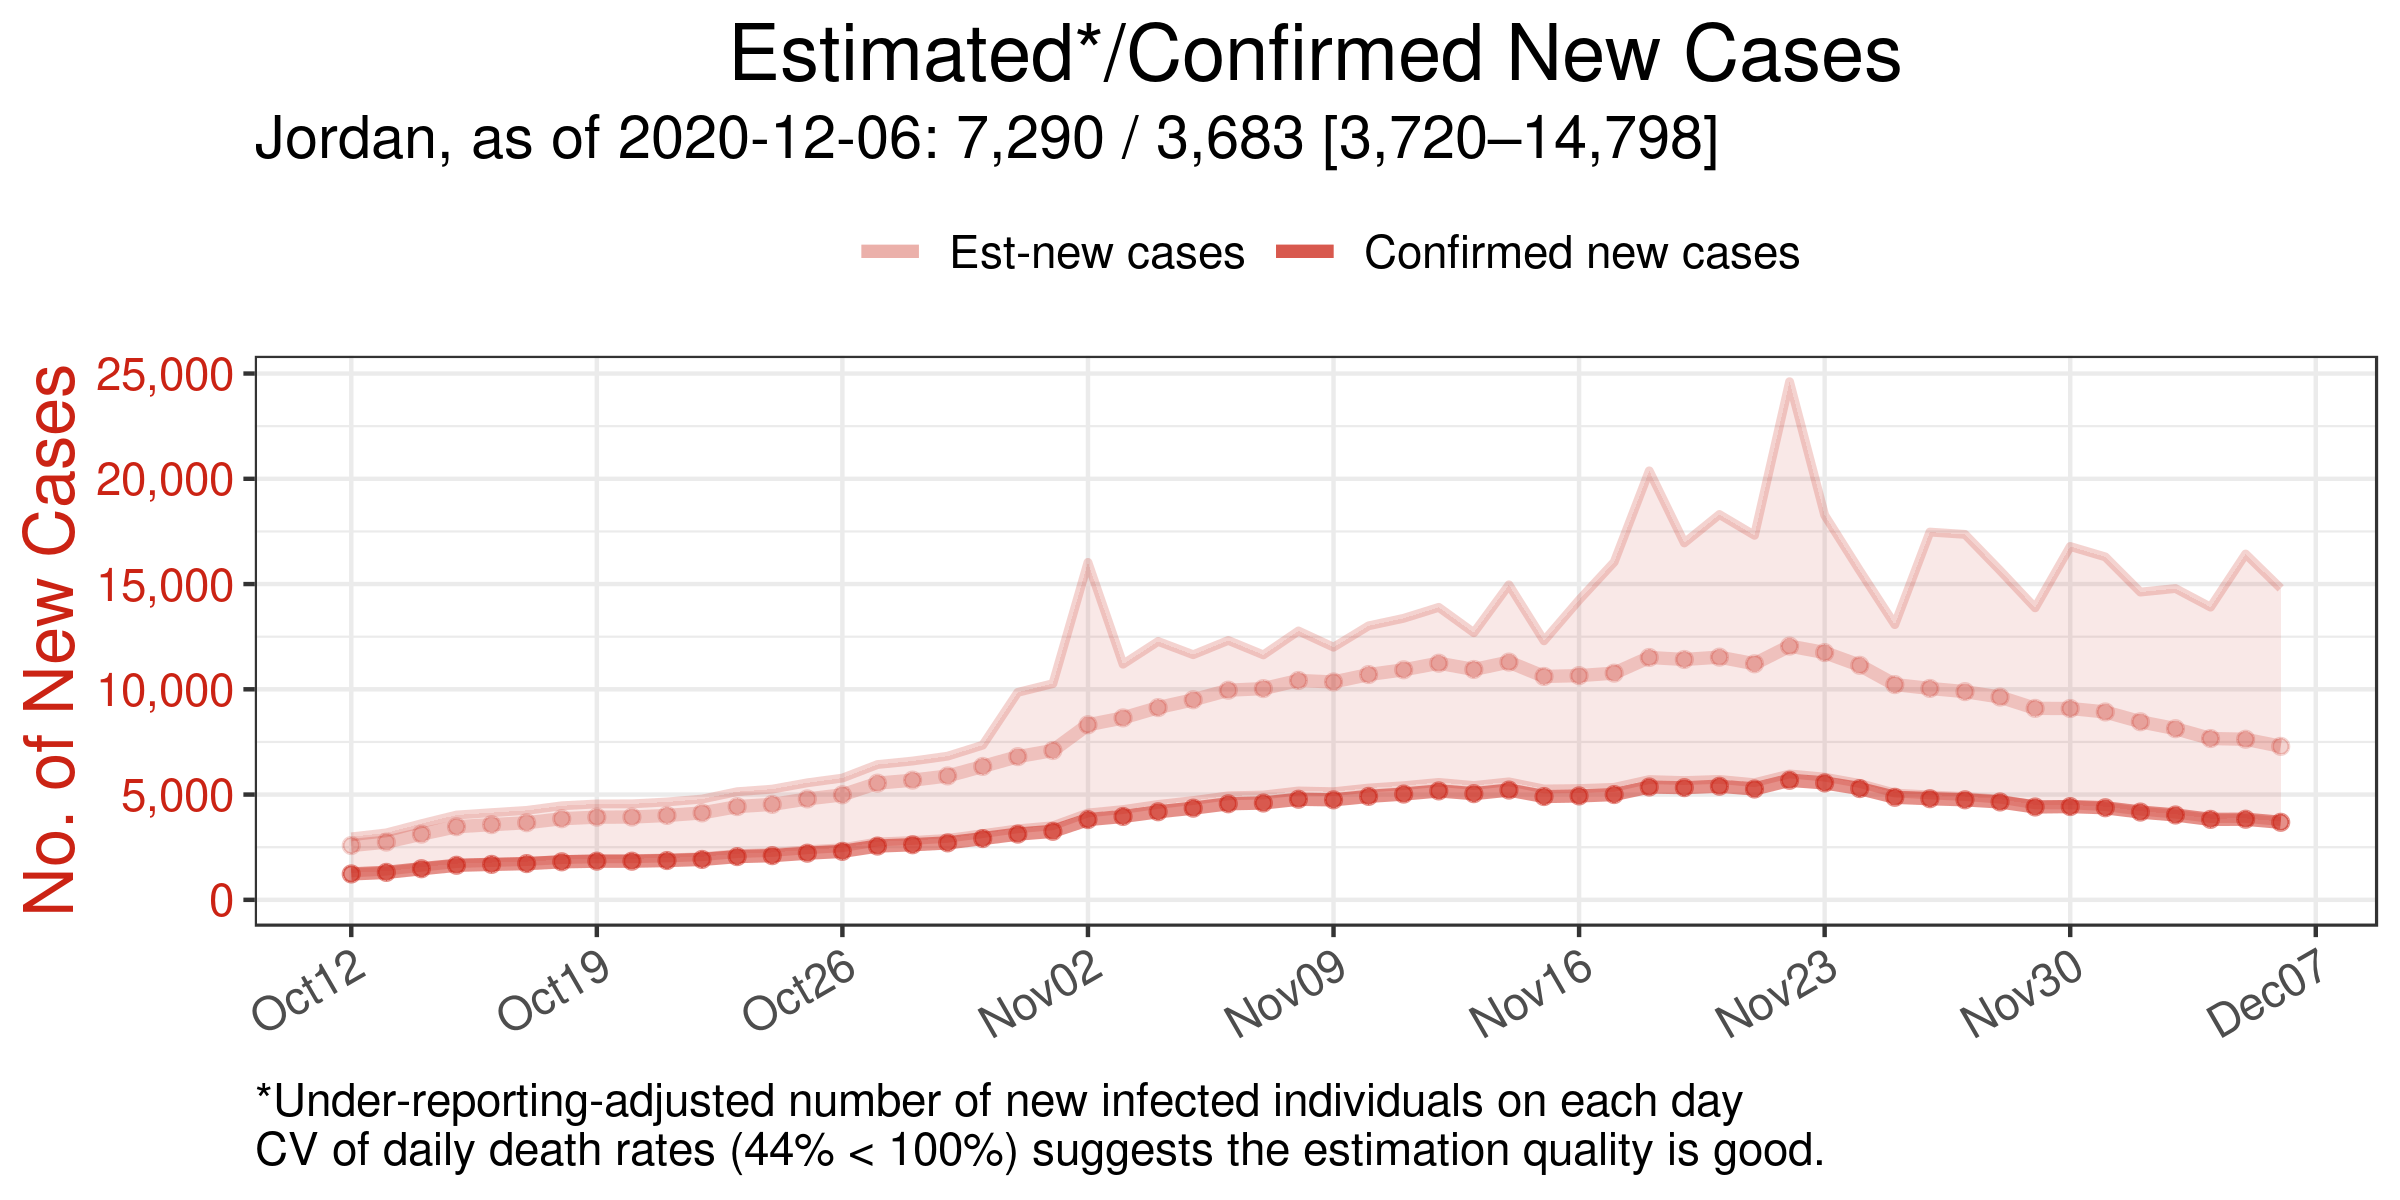 Estimated*/Confirmed New Cases
Jordan, as of 2020-12-06: 7,290 / 3,683 [3,720–14,798]
Est-new cases
Confirmed new cases
No. of New Cases
25,000
20,000
15,000
10,000
5,000
0
Oct12
Oct19
Oct26
Nov02
Nov09
Nov16
Nov23
Nov30
Dec07
*Under-reporting-adjusted number of new infected individuals on each day
CV of daily death rates (44% < 100%) suggests the estimation quality is good.